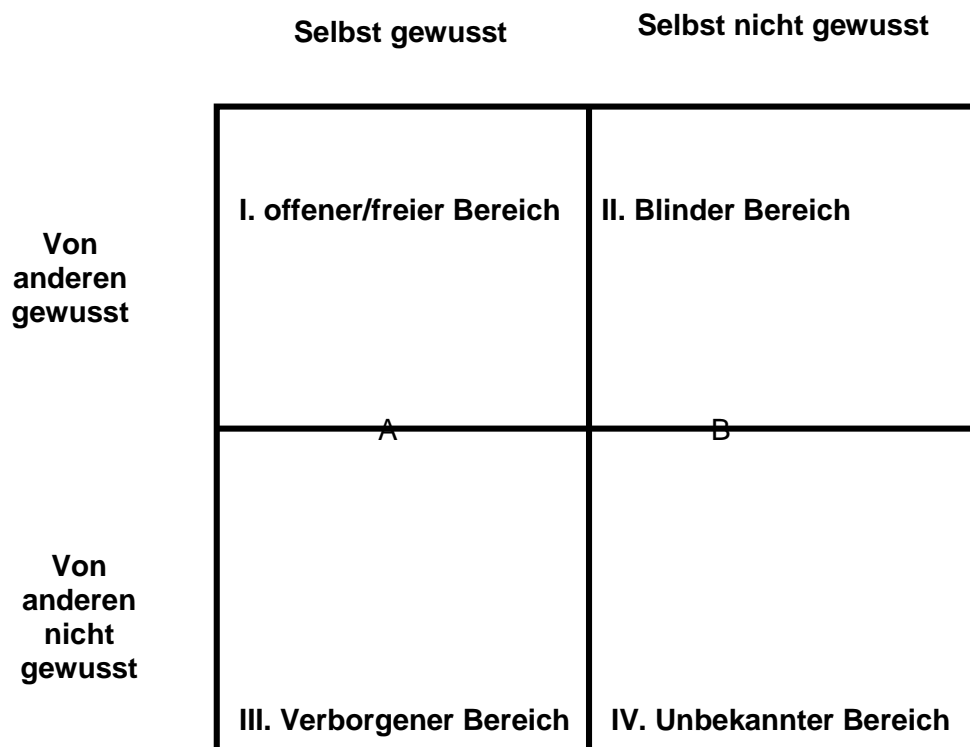 Selbst gewusst
Selbst nicht gewusst
I. offener/freier Bereich
II. Blinder Bereich
Von
anderen
gewusst
A
B
Von
anderen
nicht
gewusst
III. Verborgener Bereich
IV. Unbekannter Bereich